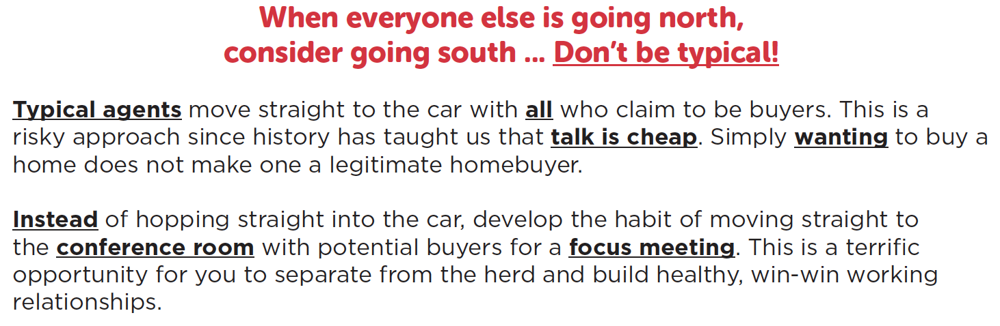 When everyone else is going north,
consider going south ... Don't be typical!
Typical agents move straight to the car with all who claim to be buyers. This is a
risky approach since history has taught us that talk is cheap. Simply wanting to buy a
home does not make one a legitimate homebuyer.
Instead of hopping straight into the car, develop the habit of moving straight to
the conference room with potential buyers for a focus meeting. This is a terrific
opportunity for you to separate from the herd and build healthy, win-win working
relationships.